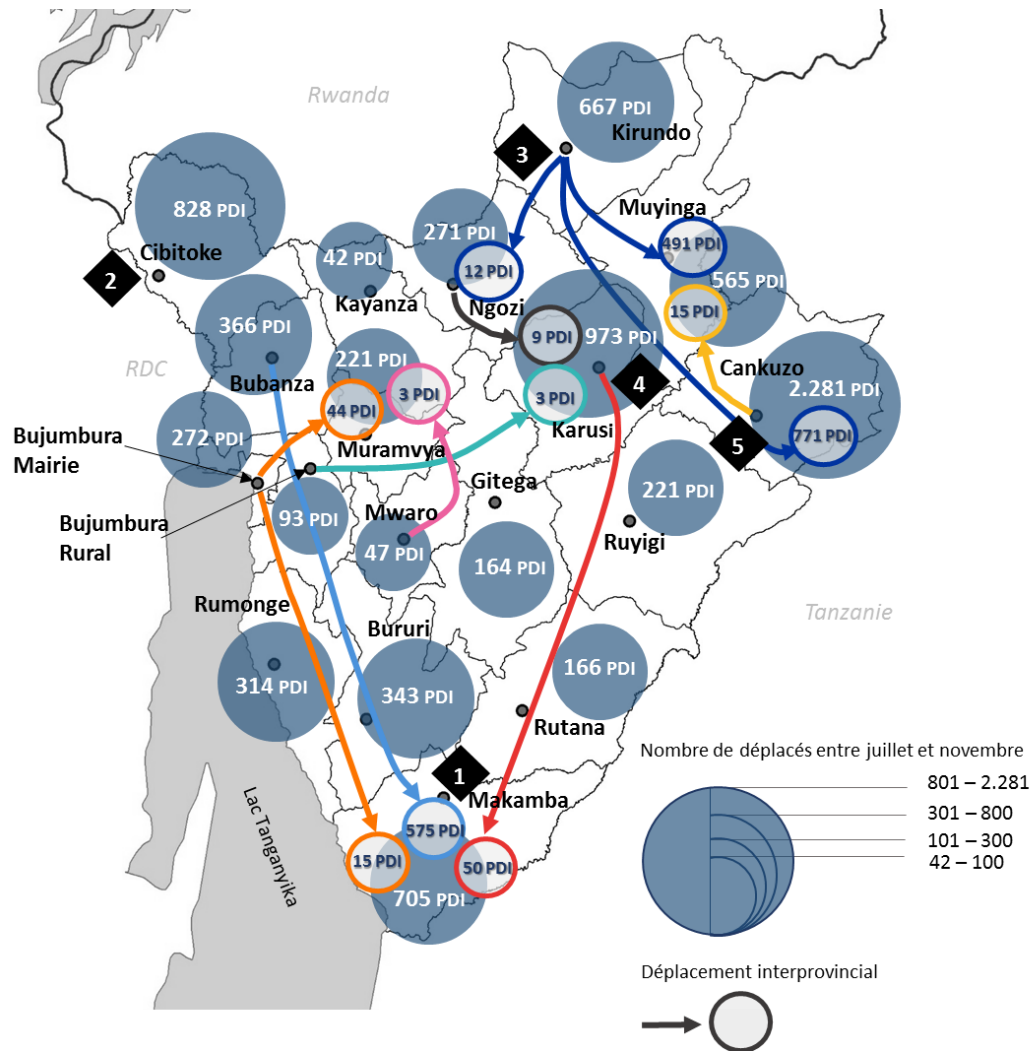 Rwanda
667 PDI
Kirundo
3
828 PDI
Cibitoke
2
42 PDI
Kayanza
271 PDI
12 PDI
Ngozi
Muyinga
491 PDI
565 PDI
15 PDI
366 PDI
Bubanza
RDC
221 PDI
3 PDI
44 PDI
Muramvya
9 PDI
973 PDI
3 PDI
Karusi
4
Cankuzo
2.281 PDI
771 PDI
5
Bujumbura
Mairie
272 PDI
Bujumbura
Rural
93 PDI
Mwaro
47 PDI
Gitega
164 PDI
221 PDI
Ruyigi
Tanzanie
Rumonge
314 PDI
Bururi
343 PDI
166 PDI
Rutana
1
Makamba
575 PDI
15 PDI
50 PDI
705 PDI
Lac Tanganyika
Nombre de déplacés entre juillet et novembre
801 – 2.281
301 – 800
101 – 300
42 – 100
Déplacement interprovincial